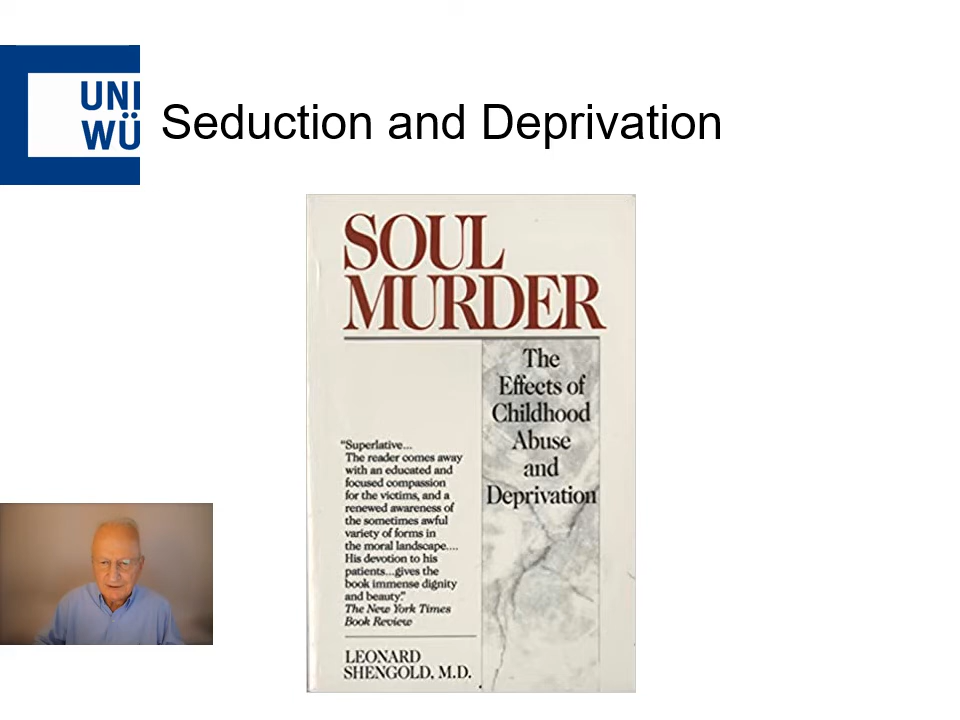 UNI
WÜ
Seduction and Deprivation
SOUL
MURDER
The
Effects of
Childhood
Abuse
and
Deprivation
“Superlative...
The reader comes away
with an educated and
focused compassion
for the victims, and a
renewed awareness of
the sometimes awful
variety of forms in
the moral landscape....
His devotion to his
patients...gives the
book immense dignity
and beauty.”
The New York Times
Book Review
LEONARD
SHENGOLD, M.D.